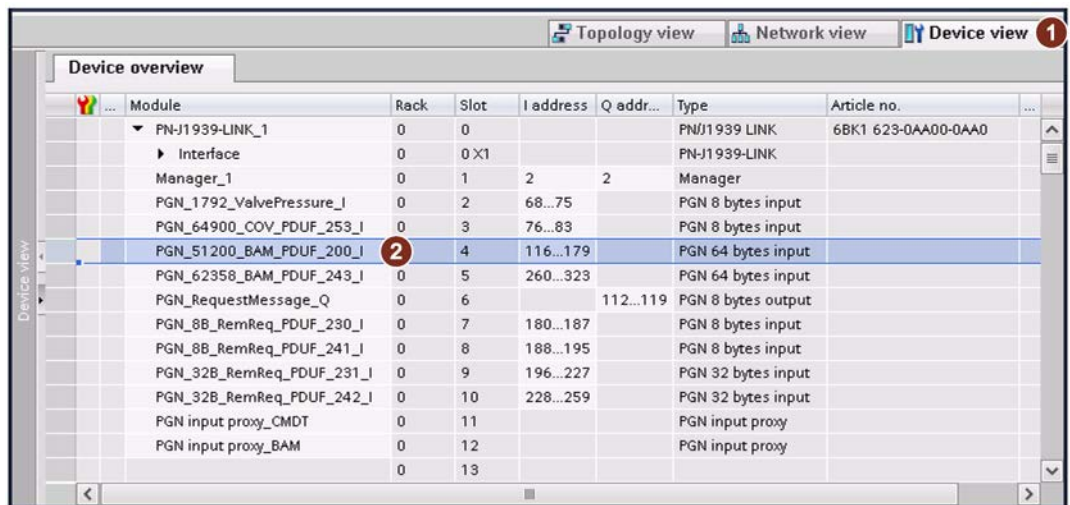 Topology view Network view Device view 1
Device overview
... Module Rack Slot I address Q addr... Type Article no. ...
PN-J1939-LINK_1 0 0 PN/J1939 LINK 6BK1 623-0AA00-0AA0
Interface 0 0 X1 PN-J1939-LINK
Manager_1 0 1 2 2 Manager
PGN_1792_ValvePressure_I 0 2 68...75 PGN 8 bytes input
PGN_64900_COV_PDUF_253_I 0 3 76...83 PGN 8 bytes input
PGN_51200_BAM_PDUF_200_I 2 4 116...179 PGN 64 bytes input
PGN_62358_BAM_PDUF_243_I 0 5 260...323 PGN 64 bytes input
PGN_RequestMessage_Q 0 6 112...119 PGN 8 bytes output
PGN_8B_RemReq_PDUF_230_I 0 7 180...187 PGN 8 bytes input
PGN_8B_RemReq_PDUF_241_I 0 8 188...195 PGN 8 bytes input
PGN_32B_RemReq_PDUF_231_I 0 9 196...227 PGN 32 bytes input
PGN_32B_RemReq_PDUF_242_I 0 10 228...259 PGN 32 bytes input
PGN input proxy_CMDT 0 11 PGN input proxy
PGN input proxy_BAM 0 12 PGN input proxy
0 13
Device view